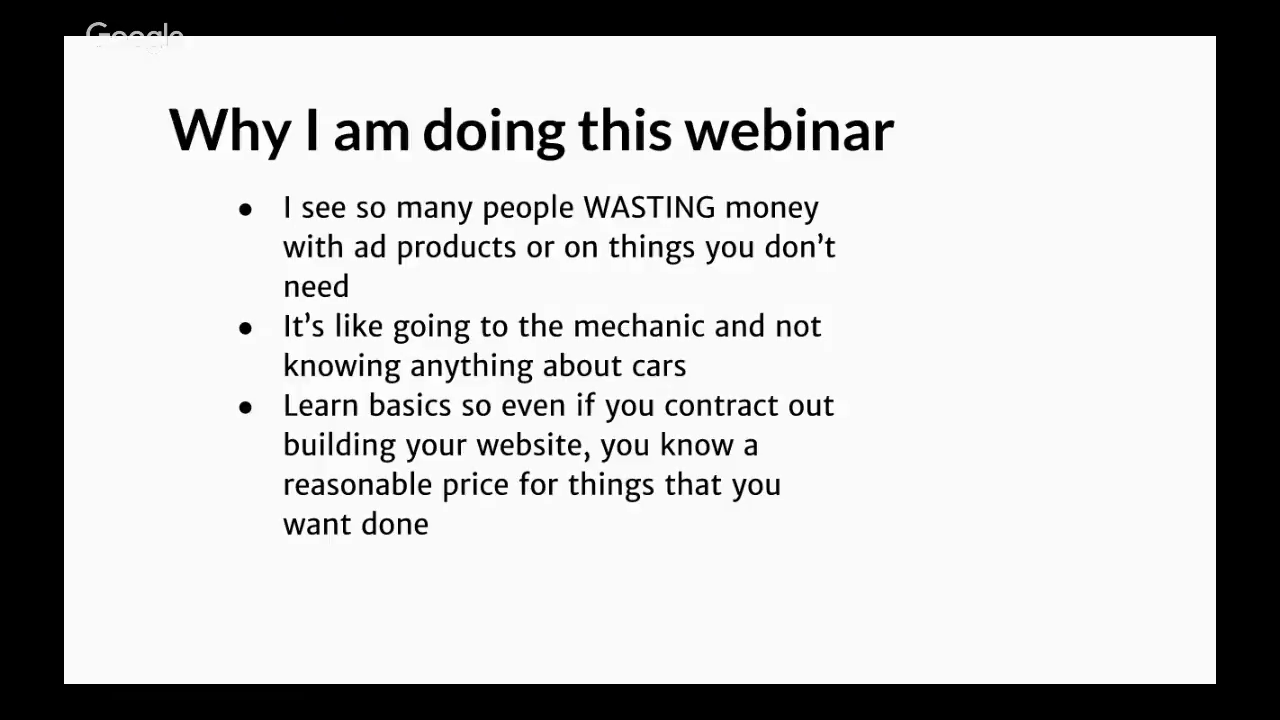 Google
Why I am doing this webinar
● I see so many people WASTING money
with ad products or on things you don’t
need
● It’s like going to the mechanic and not
knowing anything about cars
● Learn basics so even if you contract out
building your website, you know a
reasonable price for things that you
want done